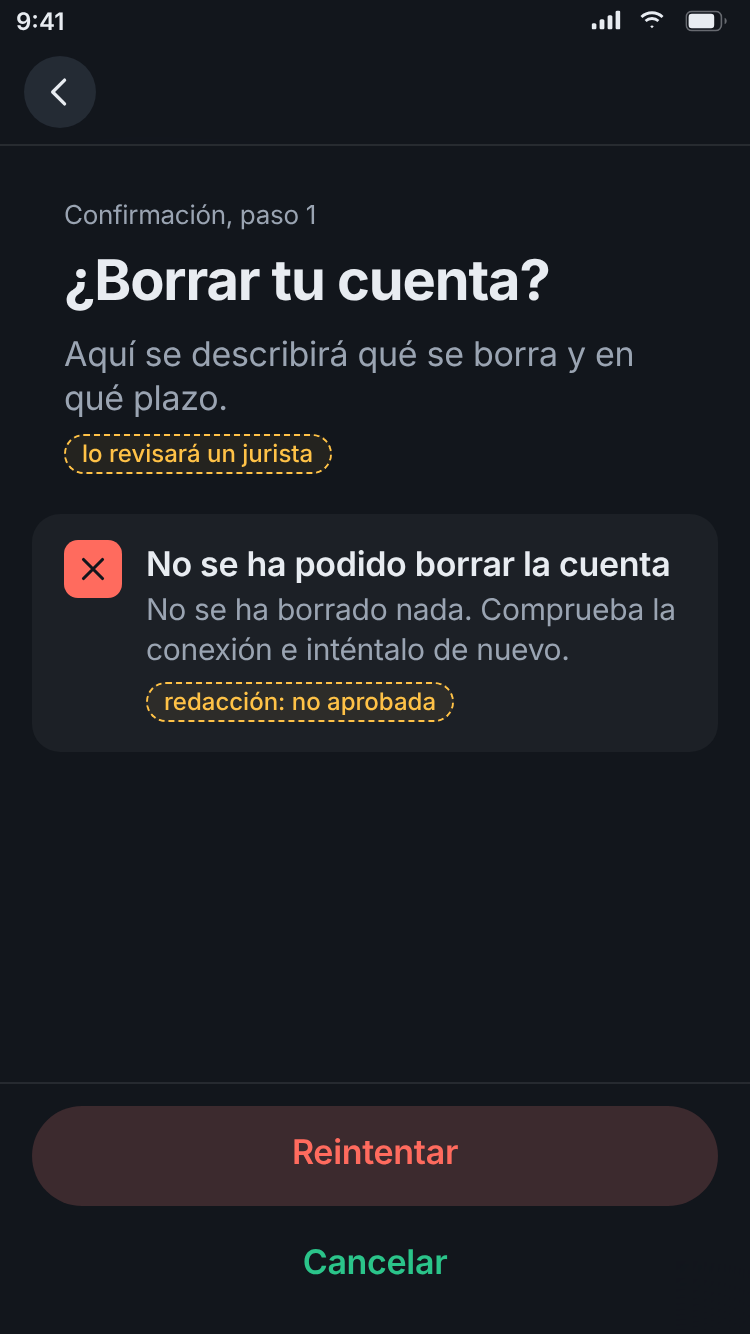 9:41
Confirmación, paso 1
¿Borrar tu cuenta?
Aquí se describirá qué se borra y en
qué plazo.
lo revisará un jurista
No se ha podido borrar la cuenta
No se ha borrado nada. Comprueba la
conexión e inténtalo de nuevo.
redacción: no aprobada
Reintentar
Cancelar